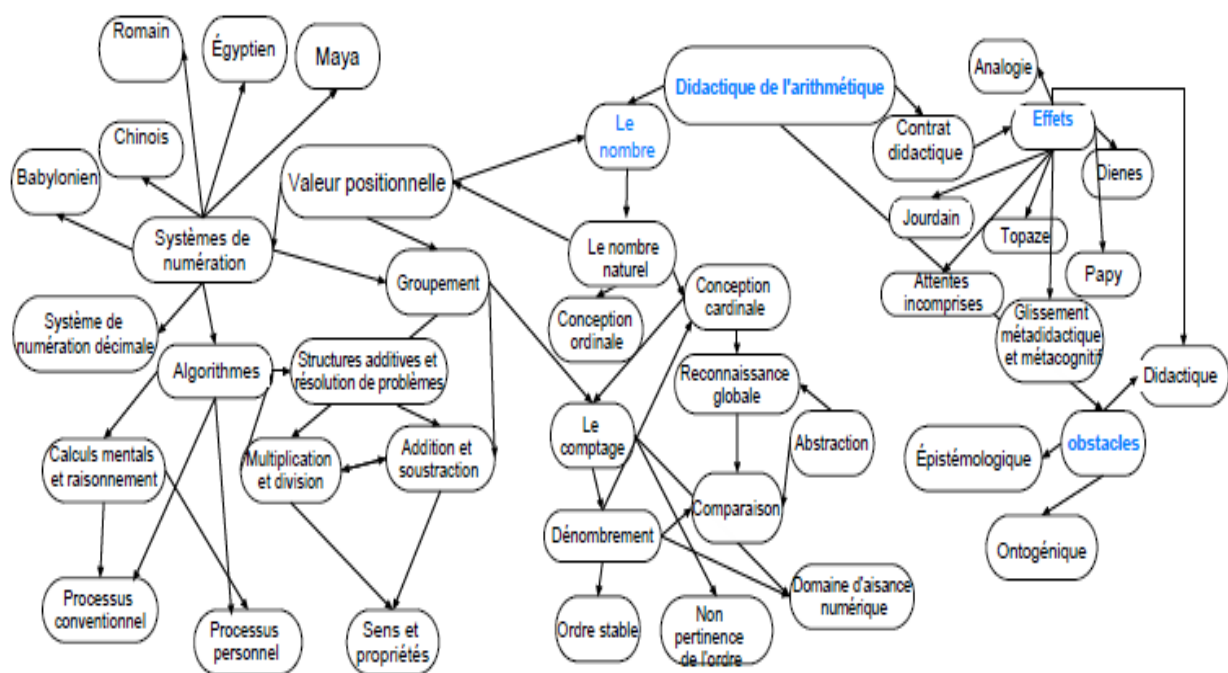 Romain
Égyptien
Maya
Didactique de l'arithmétique
Analogie
Effets
Le
nombre
Contrat
didactique
Chinois
Dienes
Babylonien
Valeur positionnelle
Jourdain
Topaze
Systèmes de
numération
Le nombre
naturel
Papy
Groupement
Conception
cardinale
Attentes
incomprises
Système de
numération décimale
Conception
ordinale
Glissement
métadidactique
et métacognitif
Algorithmes
Structures additives et
résolution de problèmes
Reconnaissance
globale
Didactique
Le
comptage
Abstraction
obstacles
Calculs mentals
et raisonnement
Multiplication
et division
Addition et
soustraction
Épistémologique
Comparaison
Dénombrement
Ontogénique
Processus
conventionnel
Processus
personnel
Sens et
propriétés
Ordre stable
Non
pertinence
de l'ordre
Domaine d'aisance
numérique